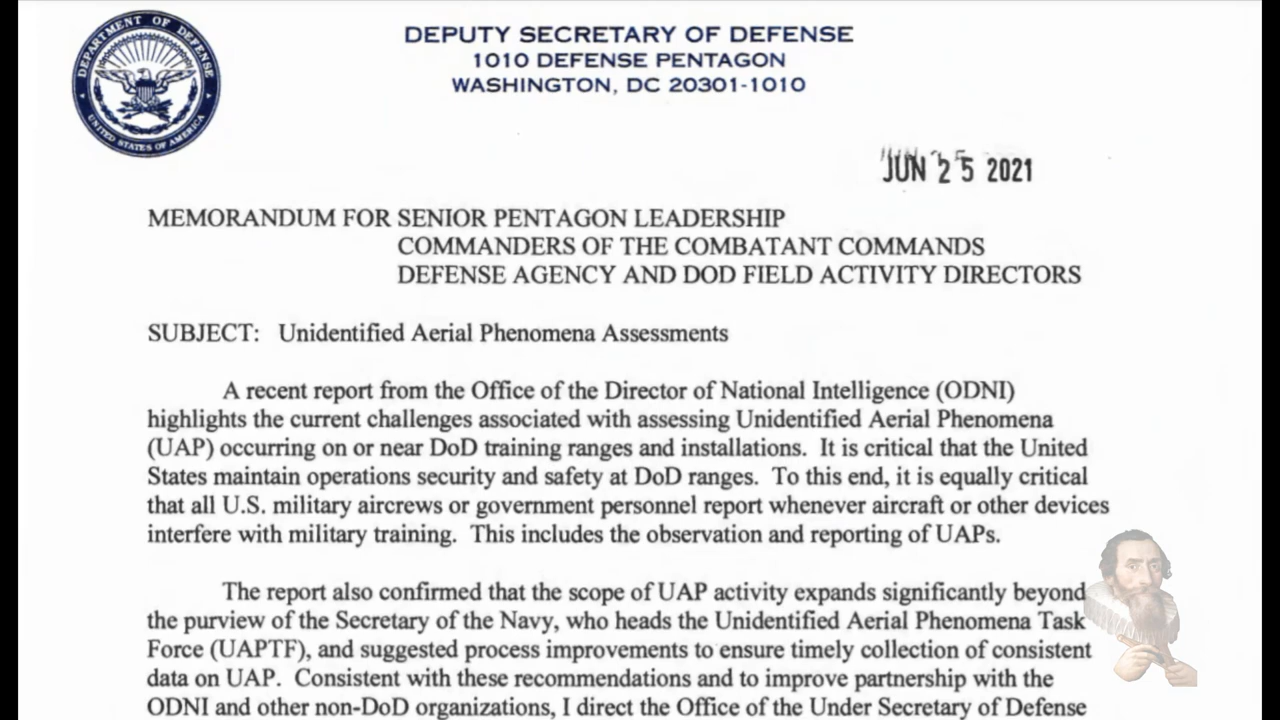 DEPARTMENT OF DEFENSE
UNITED STATES OF AMERICA
DEPUTY SECRETARY OF DEFENSE
1010 DEFENSE PENTAGON
WASHINGTON, DC 20301-1010
JUN 25 2021
MEMORANDUM FOR SENIOR PENTAGON LEADERSHIP
COMMANDERS OF THE COMBATANT COMMANDS
DEFENSE AGENCY AND DOD FIELD ACTIVITY DIRECTORS
SUBJECT: Unidentified Aerial Phenomena Assessments
A recent report from the Office of the Director of National Intelligence (ODNI)
highlights the current challenges associated with assessing Unidentified Aerial Phenomena
(UAP) occurring on or near DoD training ranges and installations. It is critical that the United
States maintain operations security and safety at DoD ranges. To this end, it is equally critical
that all U.S. military aircrews or government personnel report whenever aircraft or other devices
interfere with military training. This includes the observation and reporting of UAPs.
The report also confirmed that the scope of UAP activity expands significantly beyond
the purview of the Secretary of the Navy, who heads the Unidentified Aerial Phenomena Task
Force (UAPTF), and suggested process improvements to ensure timely collection of consistent
data on UAP. Consistent with these recommendations and to improve partnership with the
ODNI and other non-DoD organizations, I direct the Office of the Under Secretary of Defense